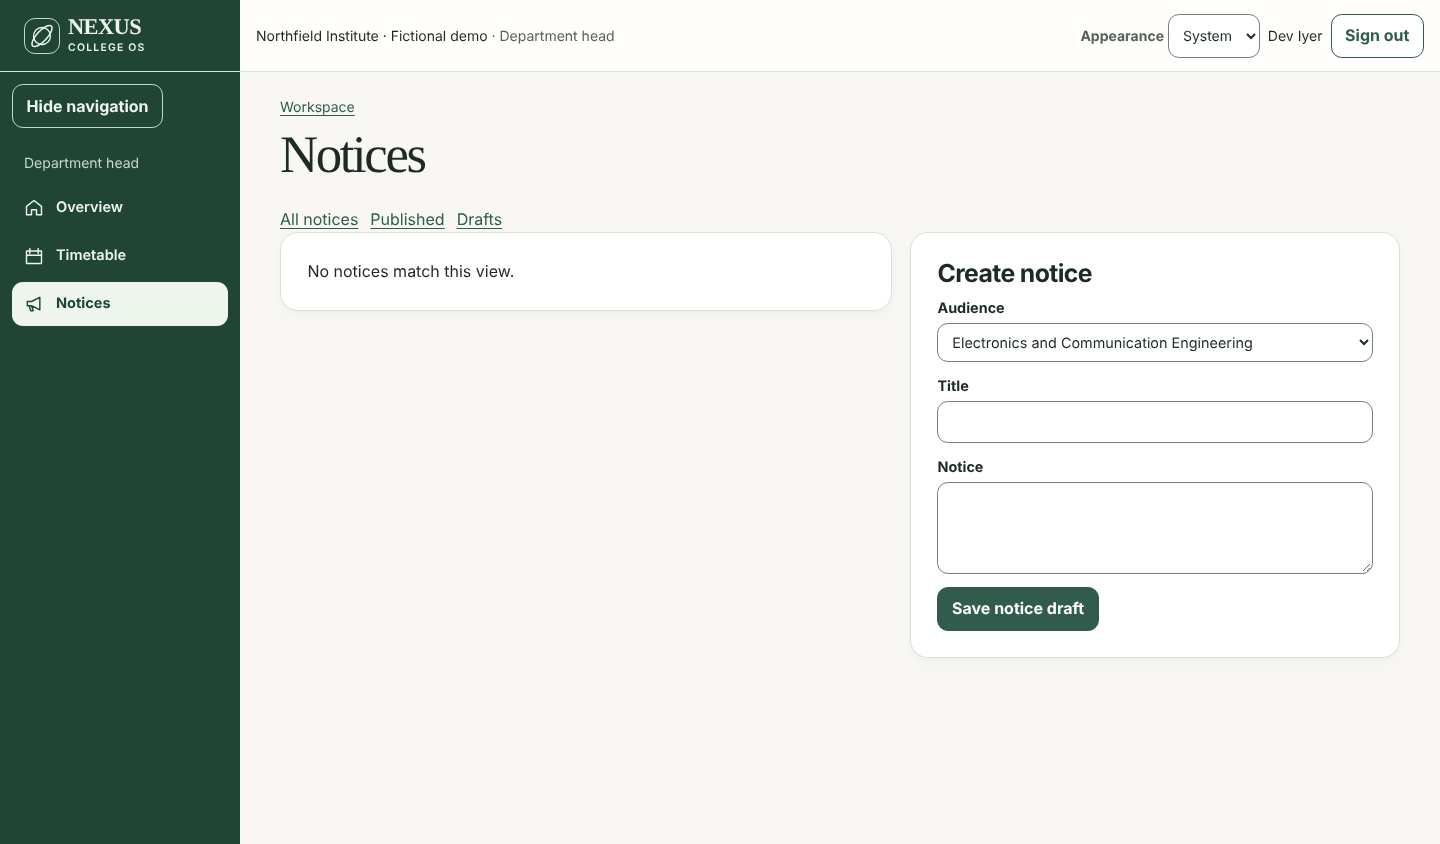 NEXUS
COLLEGE OS
Northfield Institute · Fictional demo · Department head
Appearance
System
Dev Iyer
Sign out
Hide navigation
Department head
Overview
Timetable
Notices
Workspace
Notices
All notices
Published
Drafts
No notices match this view.
Create notice
Audience
Electronics and Communication Engineering
Title
Notice
Save notice draft